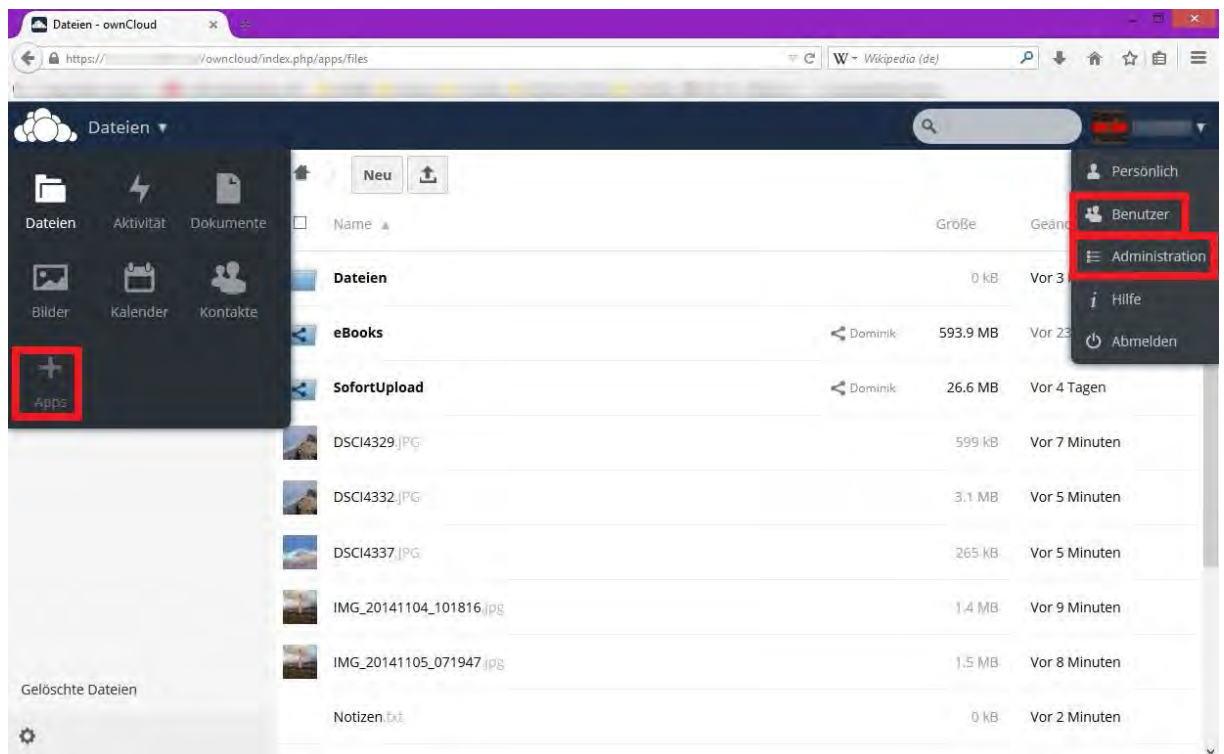 Dateien - ownCloud
https:// /owncloud/index.php/apps/files
W Wikipedia (de)
Dateien
Neu
Persönlich
Benutzer
Administration
Hilfe
Abmelden
Dateien Aktivität Dokumente
Bilder Kalender Kontakte
Apps
Name Größe Geänd
Dateien 0 kB Vor 3
eBooks Dominik 593.9 MB Vor 23
SofortUpload Dominik 26.6 MB Vor 4 Tagen
DSCI4329.JPG 599 kB Vor 7 Minuten
DSCI4332.JPG 3.1 MB Vor 5 Minuten
DSCI4337.JPG 265 kB Vor 5 Minuten
IMG_20141104_101816.jpg 1.4 MB Vor 9 Minuten
IMG_20141105_071947.jpg 1.5 MB Vor 8 Minuten
Notizen.txt 0 kB Vor 2 Minuten
Gelöschte Dateien